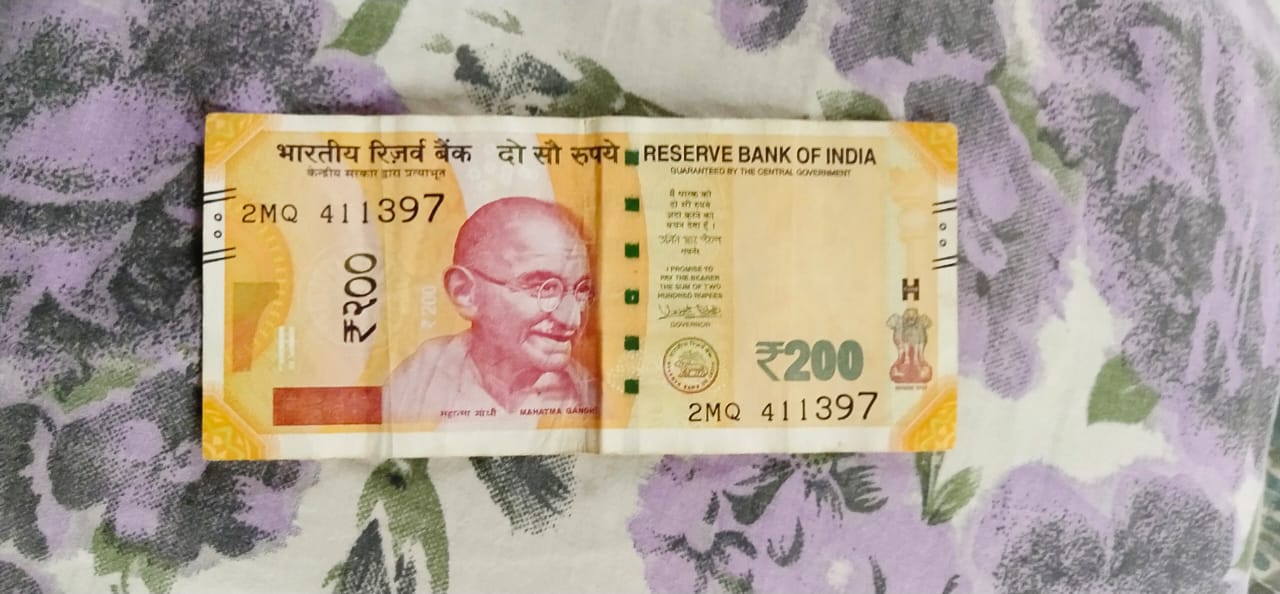 भारतीय रिज़र्व बैंक दो सौ रुपये RESERVE BANK OF INDIA
केन्द्रीय सरकार द्वारा प्रत्याभूत GUARANTEED BY THE CENTRAL GOVERNMENT
2MQ 411397
₹२००
₹200
मैं धारक को
दो सौ रुपये
अदा करने का
वचन देता हूँ ।
गवर्नर
I PROMISE TO
PAY THE BEARER
THE SUM OF TWO
HUNDRED RUPEES
GOVERNOR
H
₹200
2MQ 411397
महात्मा गांधी MAHATMA GANDHI